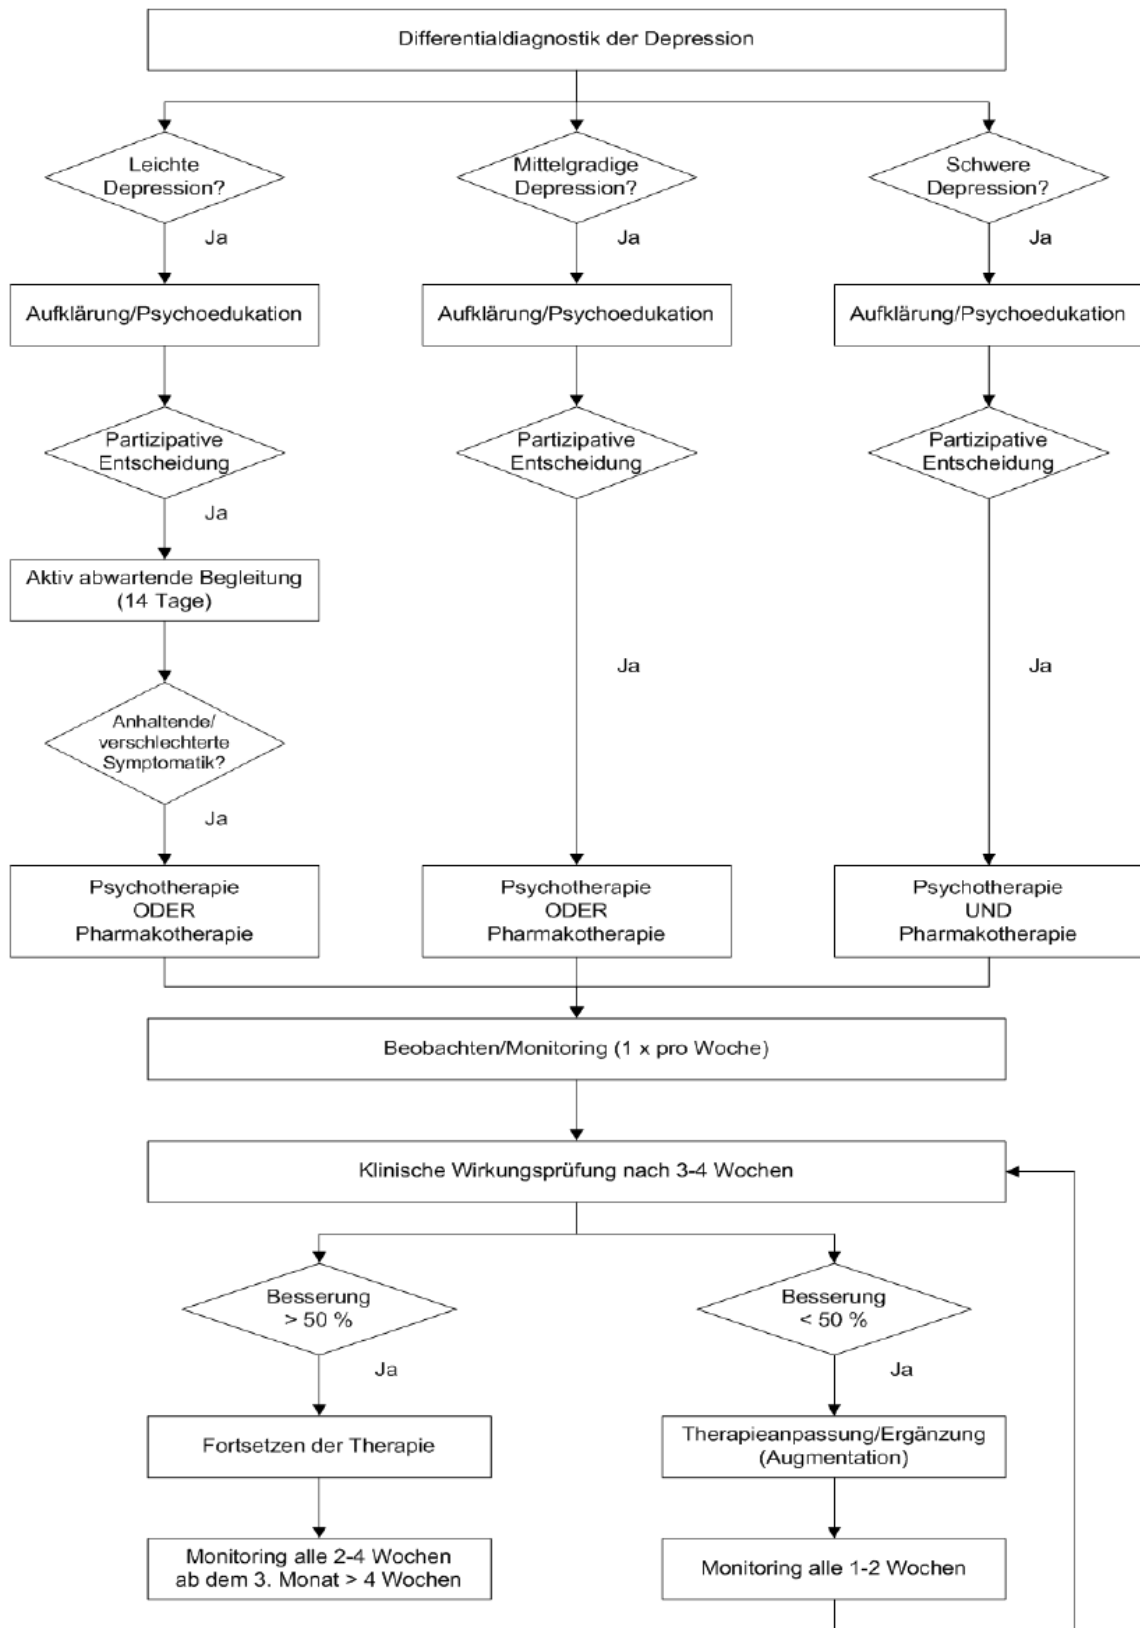 Differentialdiagnostik der Depression
Leichte
Depression?
Mittelgradige
Depression?
Schwere
Depression?
Ja
Ja
Ja
Aufklärung/Psychoedukation
Aufklärung/Psychoedukation
Aufklärung/Psychoedukation
Partizipative
Entscheidung
Partizipative
Entscheidung
Partizipative
Entscheidung
Ja
Aktiv abwartende Begleitung
(14 Tage)
Ja
Ja
Anhaltende/
verschlechterte
Symptomatik?
Ja
Psychotherapie
ODER
Pharmakotherapie
Psychotherapie
ODER
Pharmakotherapie
Psychotherapie
UND
Pharmakotherapie
Beobachten/Monitoring (1 x pro Woche)
Klinische Wirkungsprüfung nach 3-4 Wochen
Besserung
> 50 %
Besserung
< 50 %
Ja
Ja
Fortsetzen der Therapie
Therapieanpassung/Ergänzung
(Augmentation)
Monitoring alle 2-4 Wochen
ab dem 3. Monat > 4 Wochen
Monitoring alle 1-2 Wochen